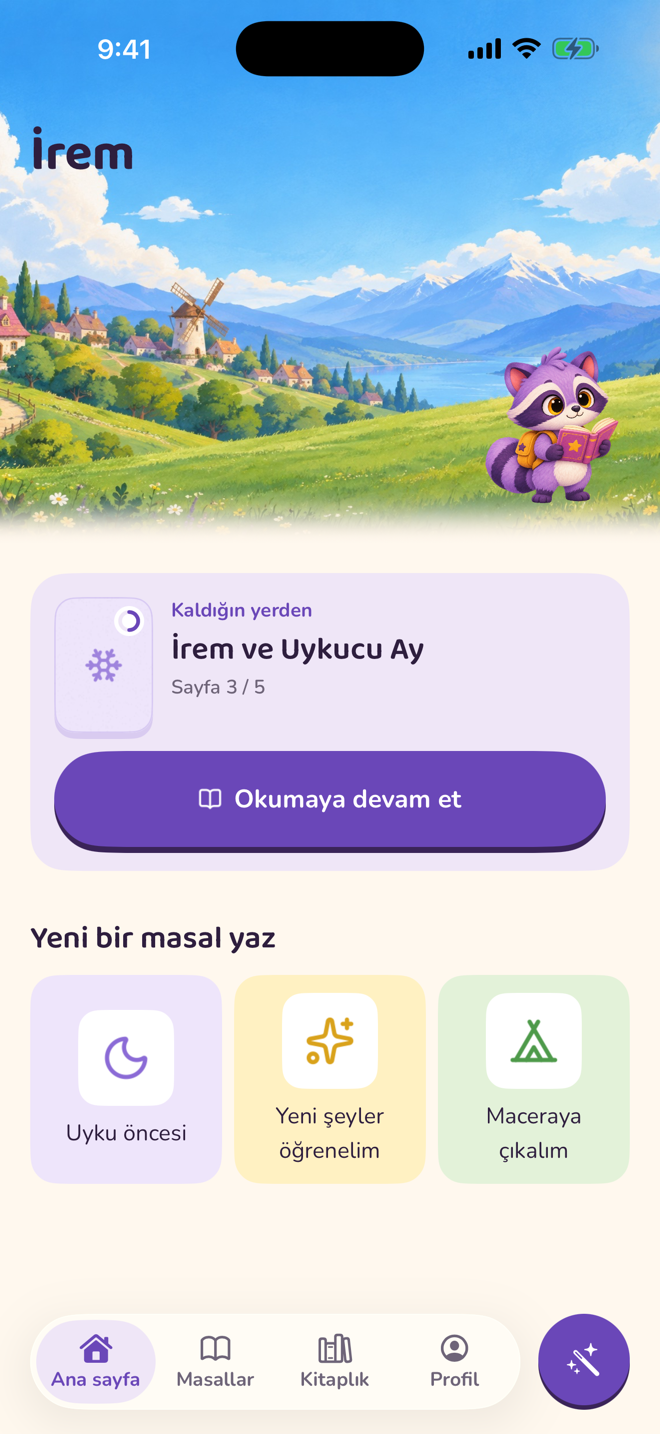 9:41
İrem
Kaldığın yerden
İrem ve Uykucu Ay
Sayfa 3 / 5
Okumaya devam et
Yeni bir masal yaz
Uyku öncesi
Yeni şeyler
öğrenelim
Maceraya
çıkalım
Ana sayfa
Masallar
Kitaplık
Profil